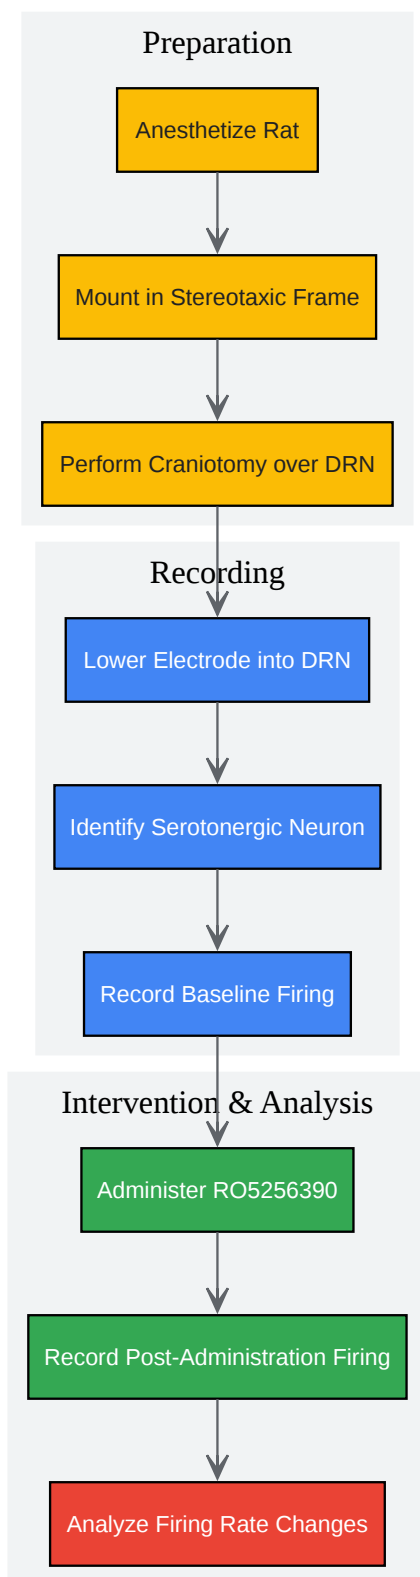 Preparation
Anesthetize Rat
Mount in Stereotaxic Frame
Perform Craniotomy over DRN
Recording
Lower Electrode into DRN
Identify Serotonergic Neuron
Record Baseline Firing
Intervention & Analysis
Administer RO5256390
Record Post-Administration Firing
Analyze Firing Rate Changes